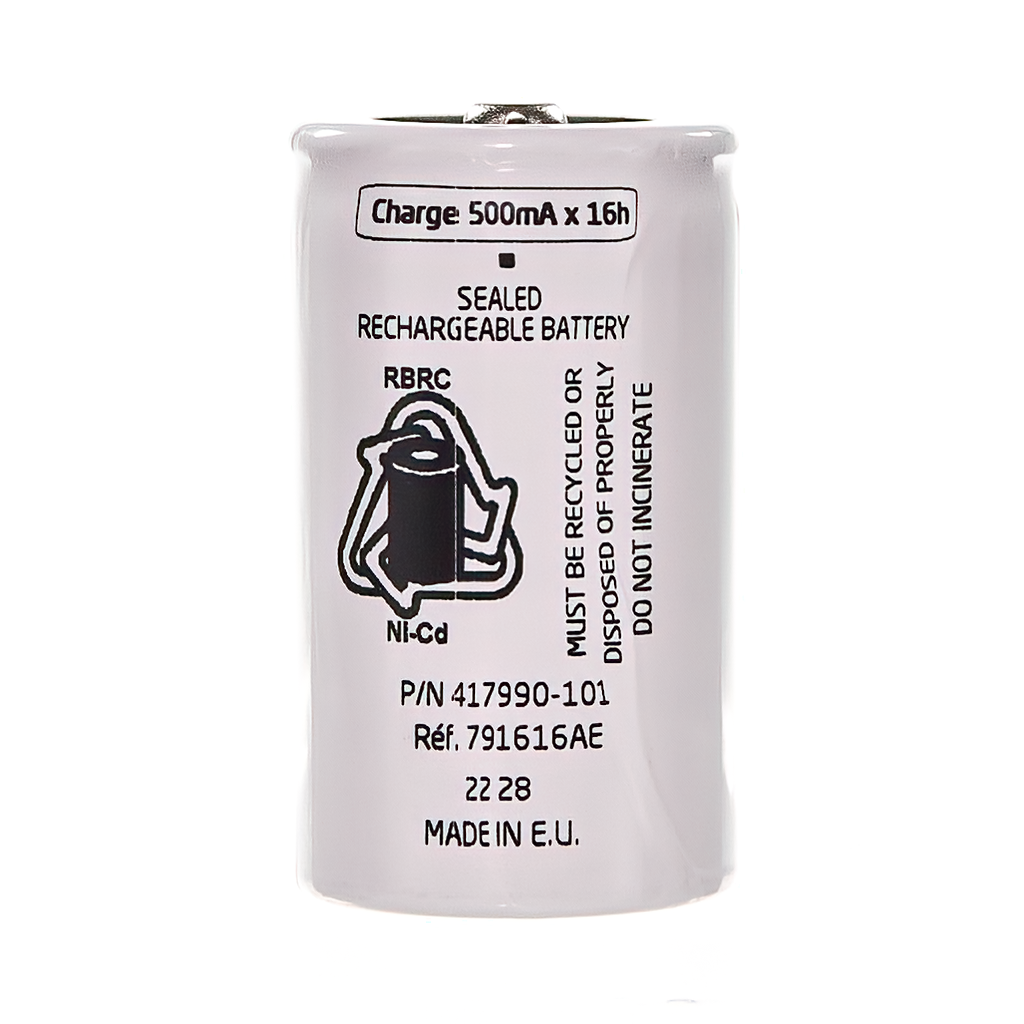 Charge: 500mA x 16h
SEALED
RECHARGEABLE BATTERY
RBRC
Ni-Cd
MUST BE RECYCLED OR
DISPOSED OF PROPERLY
DO NOT INCINERATE
P/N 417990-101
Réf. 791616AE
22 28
MADE IN E.U.